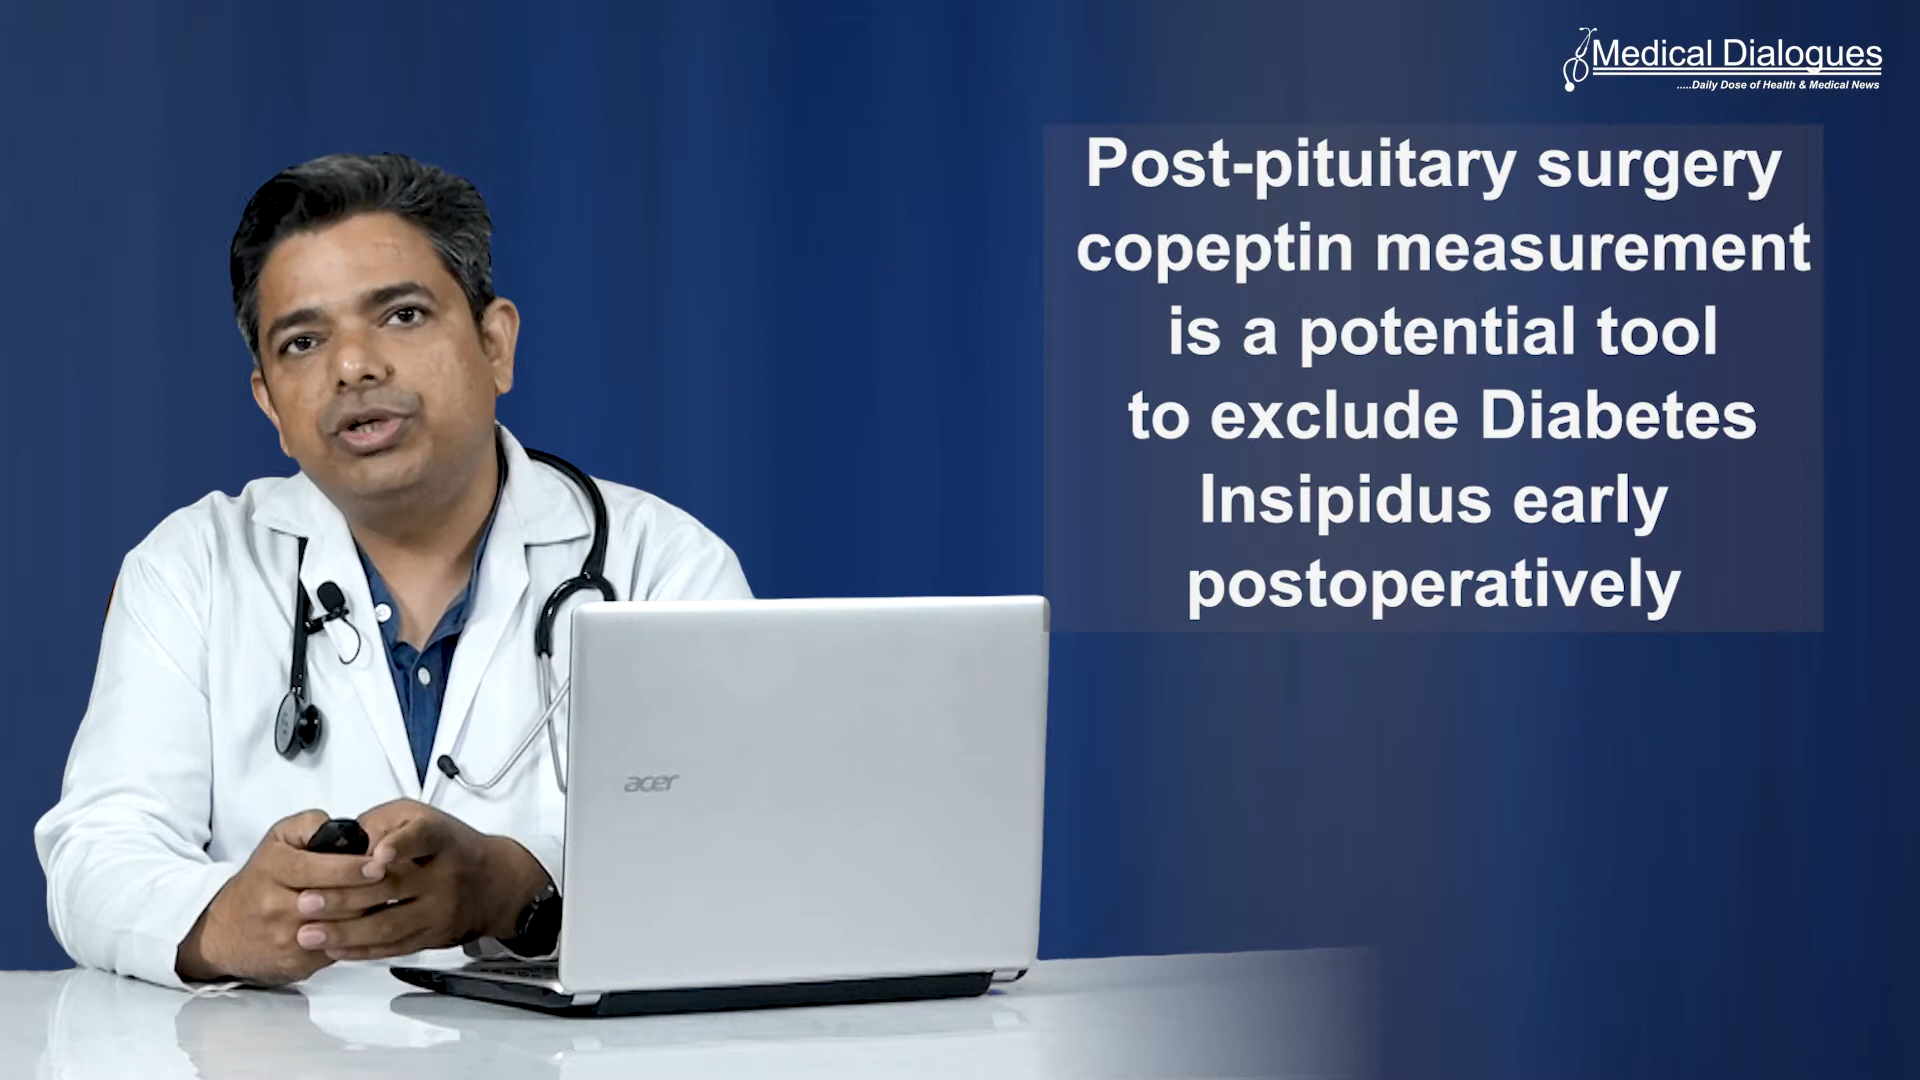 Medical Dialogues
.....Daily Dose of Health & Medical News
Post-pituitary surgery
copeptin measurement
is a potential tool
to exclude Diabetes
Insipidus early
postoperatively
acer